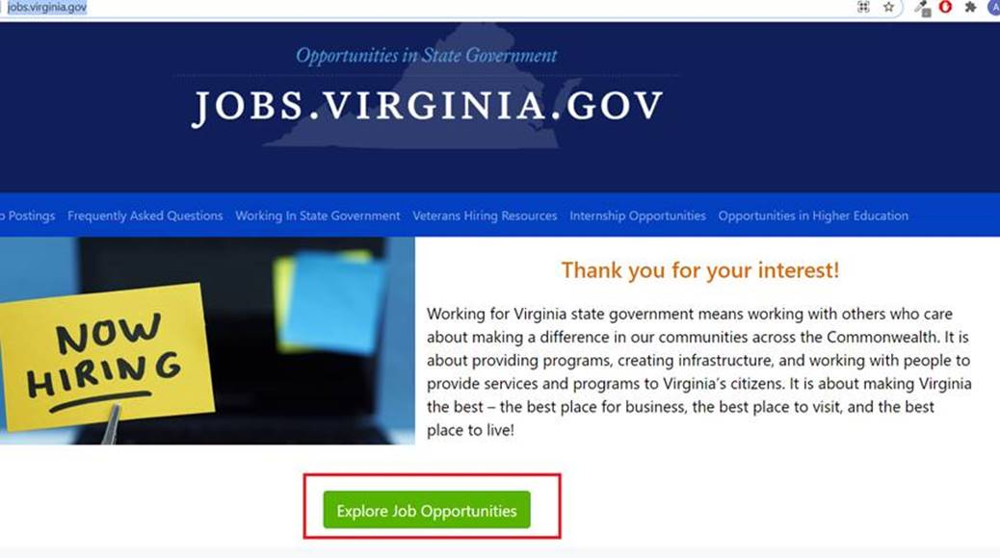 jobs.virginia.gov
Opportunities in State Government
JOBS.VIRGINIA.GOV
Postings Frequently Asked Questions Working In State Government Veterans Hiring Resources Internship Opportunities Opportunities in Higher Education
NOW
HIRING
Thank you for your interest!
Working for Virginia state government means working with others who care
about making a difference in our communities across the Commonwealth. It is
about providing programs, creating infrastructure, and working with people to
provide services and programs to Virginia's citizens. It is about making Virginia
the best – the best place for business, the best place to visit, and the best
place to live!
Explore Job Opportunities